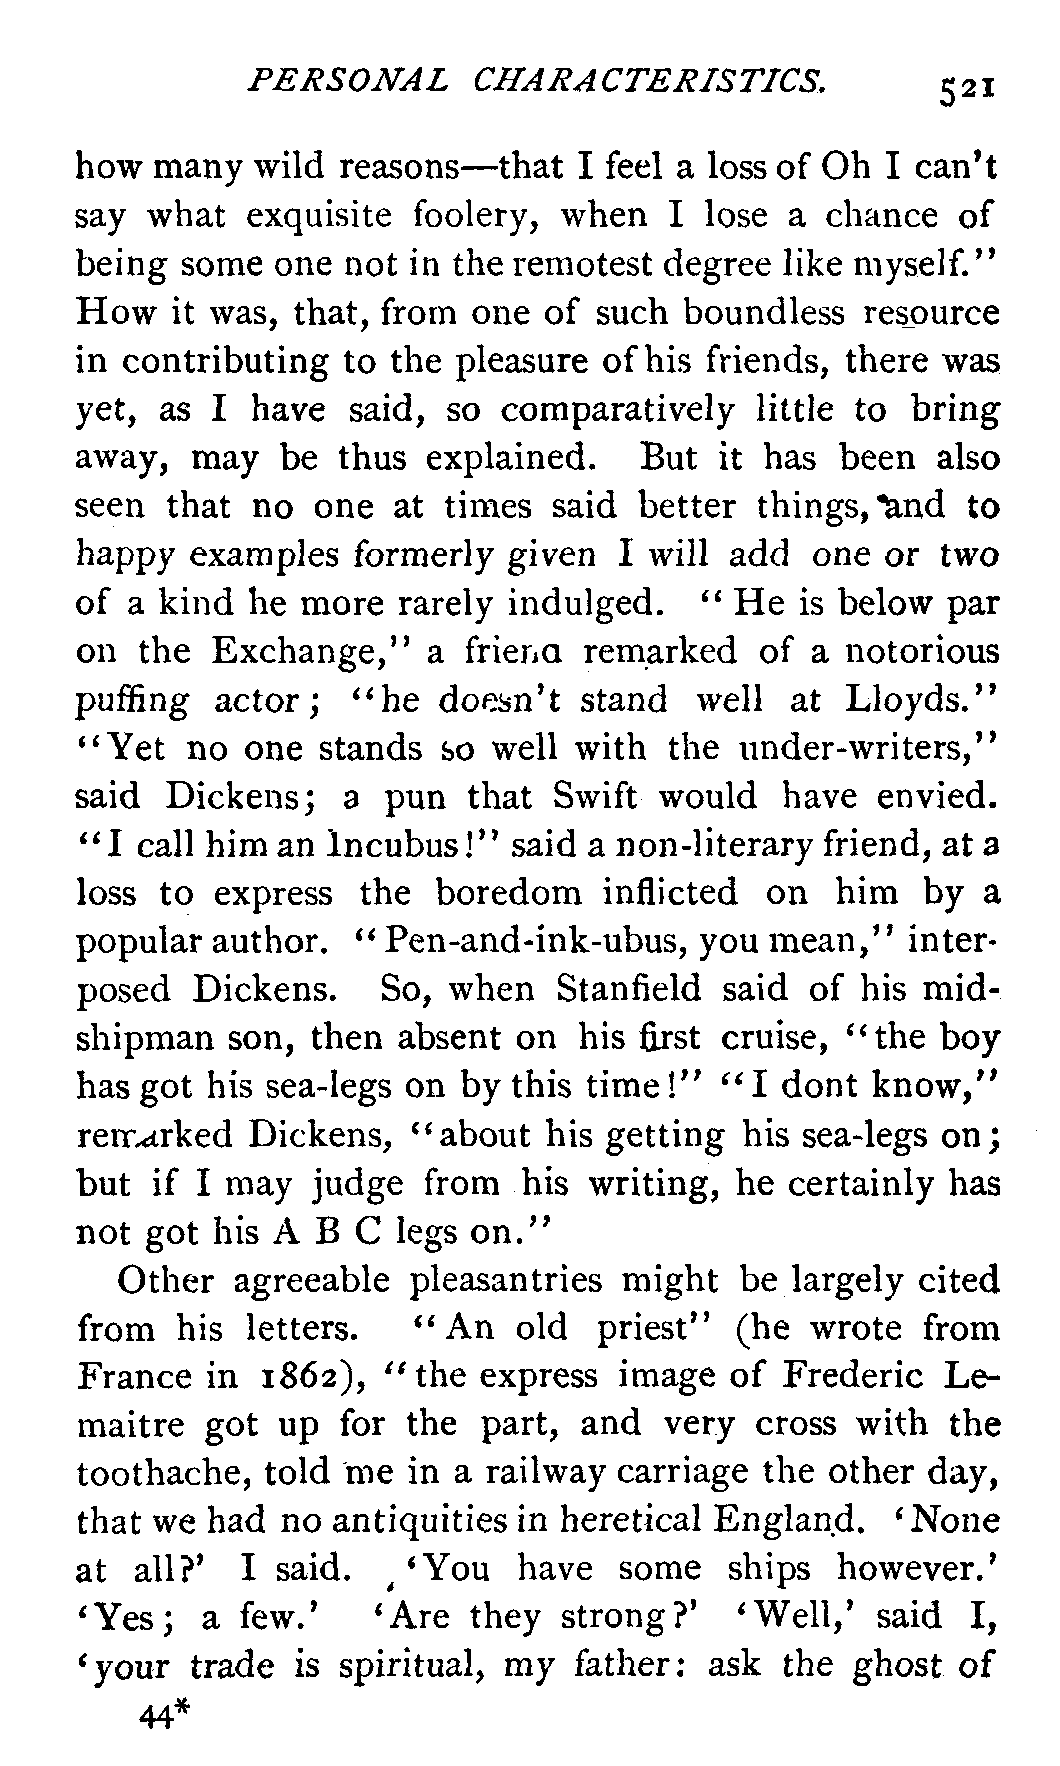 PERSONAL CHARACTERISTICS. 521
how many wild reasons—that I feel a loss of Oh I can't
say what exquisite foolery, when I lose a chance of
being some one not in the remotest degree like myself."
How it was, that, from one of such boundless resource
in contributing to the pleasure of his friends, there was
yet, as I have said, so comparatively little to bring
away, may be thus explained. But it has been also
seen that no one at times said better things, and to
happy examples formerly given I will add one or two
of a kind he more rarely indulged. "He is below par
on the Exchange," a friend remarked of a notorious
puffing actor; "he doesn't stand well at Lloyds."
"Yet no one stands so well with the under-writers,"
said Dickens; a pun that Swift would have envied.
"I call him an Incubus!" said a non-literary friend, at a
loss to express the boredom inflicted on him by a
popular author. "Pen-and-ink-ubus, you mean," inter-
posed Dickens. So, when Stanfield said of his mid-
shipman son, then absent on his first cruise, "the boy
has got his sea-legs on by this time!" "I dont know,"
remarked Dickens, "about his getting his sea-legs on;
but if I may judge from his writing, he certainly has
not got his A B C legs on."
Other agreeable pleasantries might be largely cited
from his letters. "An old priest" (he wrote from
France in 1862), "the express image of Frederic Le-
maitre got up for the part, and very cross with the
toothache, told me in a railway carriage the other day,
that we had no antiquities in heretical England. 'None
at all?' I said. 'You have some ships however.'
'Yes; a few.' 'Are they strong?' 'Well,' said I,
'your trade is spiritual, my father: ask the ghost of
44*